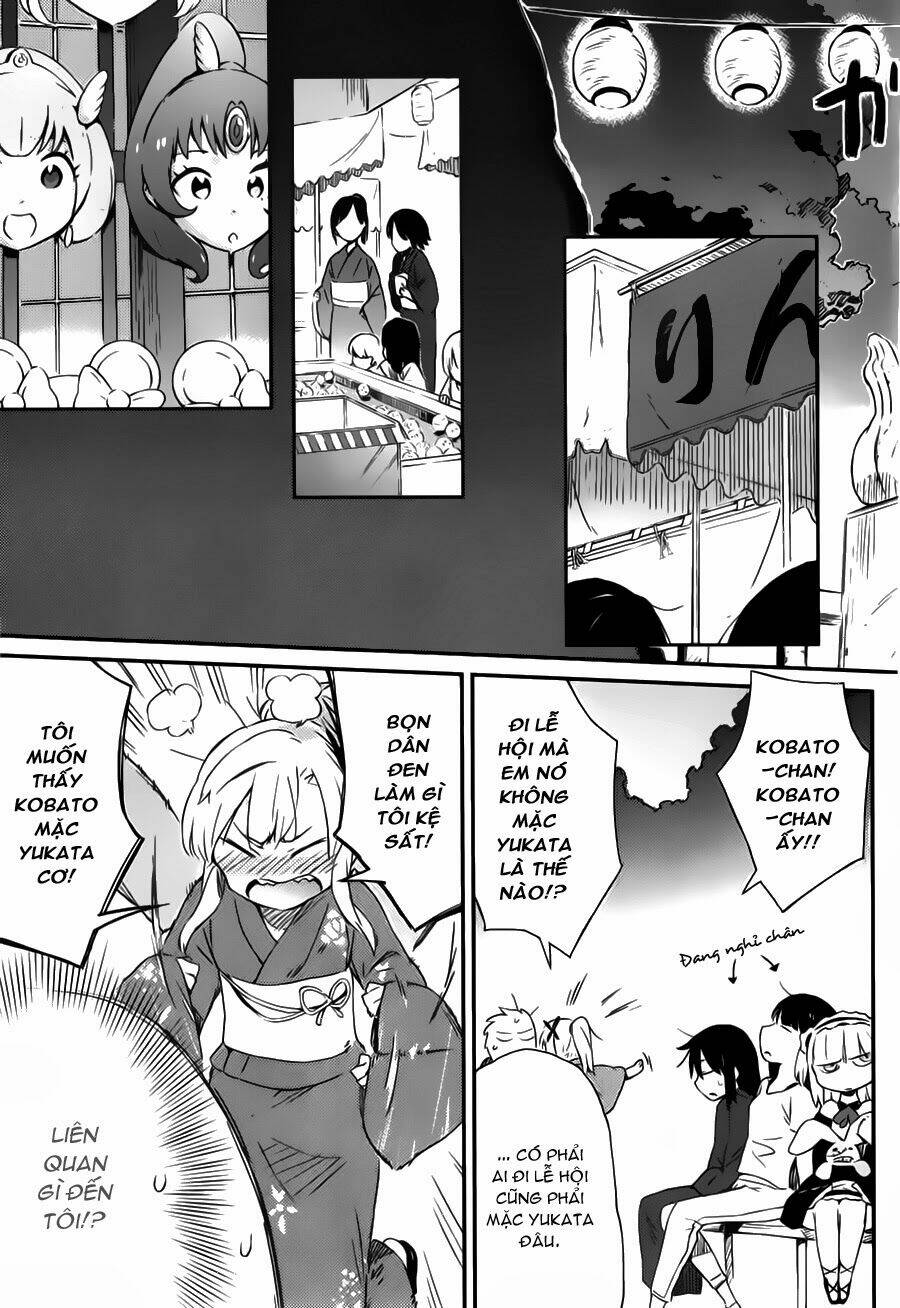 ガ
りん
KOBATO
-CHAN!
KOBATO
-CHAN
ẤY!!
ĐI LỄ
HỘI MÀ
EM NÓ
KHÔNG
MẶC
YUKATA
LÀ THẾ
NÀO!?
Đang nghỉ chân
... CÓ PHẢI
AI ĐI LỄ HỘI
CŨNG PHẢI
MẶC YUKATA
ĐÂU.
BỌN
DÂN
ĐEN
LÀM GÌ
TÔI KỆ
SẤT!
TÔI
MUỐN
THẤY
KOBATO
MẶC
YUKATA
CƠ!
LIÊN
QUAN
GÌ ĐẾN
TÔI!?